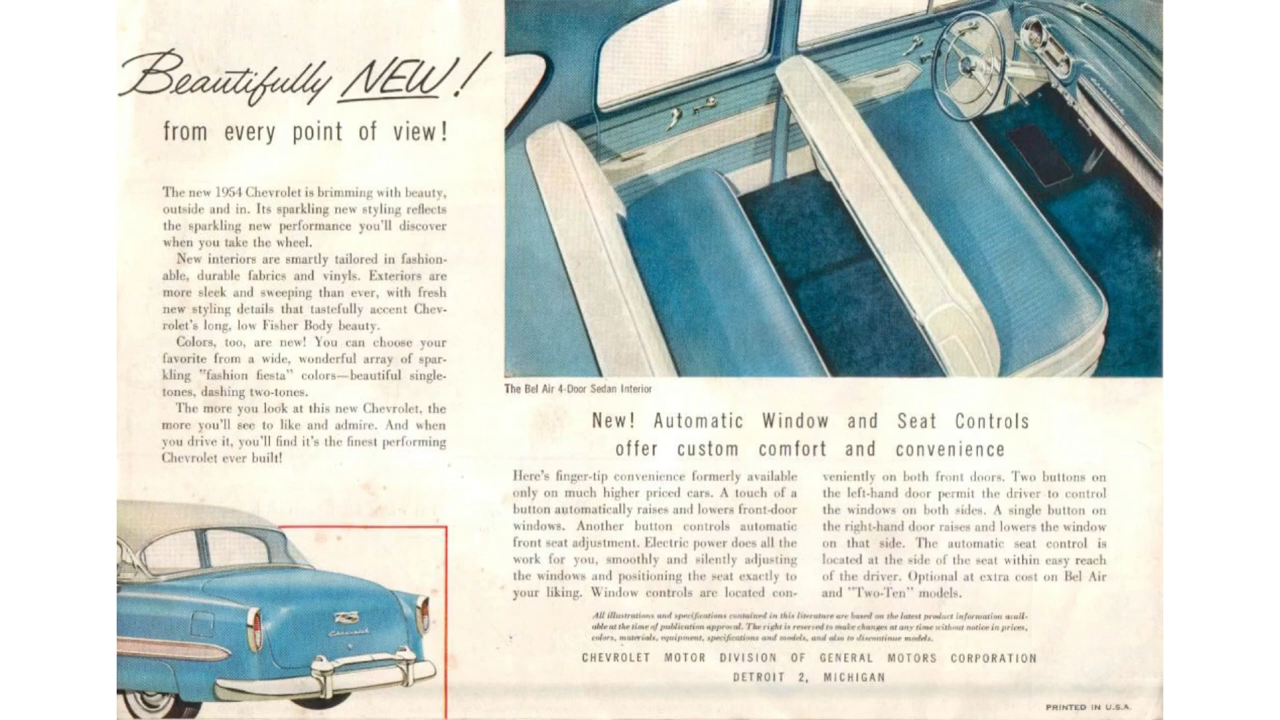 Beautifully NEW!
from every point of view!
The new 1954 Chevrolet is brimming with beauty,
outside and in. Its sparkling new styling reflects
the sparkling new performance you'll discover
when you take the wheel.
New interiors are smartly tailored in fashion-
able, durable fabrics and vinyls. Exteriors are
more sleek and sweeping than ever, with fresh
new styling details that tastefully accent Chev-
rolet's long, low Fisher Body beauty.
Colors, too, are new! You can choose your
favorite from a wide, wonderful array of spar-
kling "fashion fiesta" colors—beautiful single-
tones, dashing two-tones.
The more you look at this new Chevrolet, the
more you'll see to like and admire. And when
you drive it, you'll find it's the finest performing
Chevrolet ever built!
Chevrolet
Chevrolet
The Bel Air 4-Door Sedan Interior
New! Automatic Window and Seat Controls
offer custom comfort and convenience
Here's finger-tip convenience formerly available
only on much higher priced cars. A touch of a
button automatically raises and lowers front-door
windows. Another button controls automatic
front seat adjustment. Electric power does all the
work for you, smoothly and silently adjusting
the windows and positioning the seat exactly to
your liking. Window controls are located con-
veniently on both front doors. Two buttons on
the left-hand door permit the driver to control
the windows on both sides. A single button on
the right-hand door raises and lowers the window
on that side. The automatic seat control is
located at the side of the seat within easy reach
of the driver. Optional at extra cost on Bel Air
and "Two-Ten" models.
All illustrations and specifications contained in this literature are based on the latest product information avail-
able at the time of publication approval. The right is reserved to make changes at any time without notice in prices,
colors, materials, equipment, specifications and models, and also to discontinue models.
CHEVROLET MOTOR DIVISION OF GENERAL MOTORS CORPORATION
DETROIT 2, MICHIGAN
PRINTED IN U.S.A.